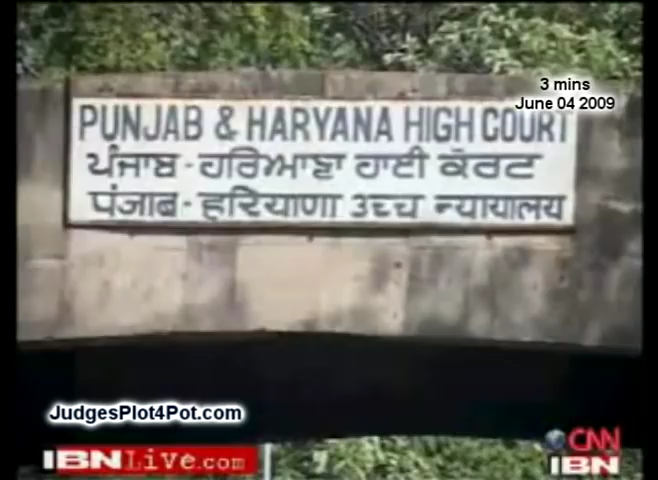 3 mins
June 04 2009
PUNJAB & HARYANA HIGH COURT
ਪੰਜਾਬ - ਹਰਿਆਣਾ ਹਾਈ ਕੋਰਟ
पंजाब - हरियाणा उच्च न्यायालय
JudgesPlot4Pot.com
IBNLive.com
CNN
IBN